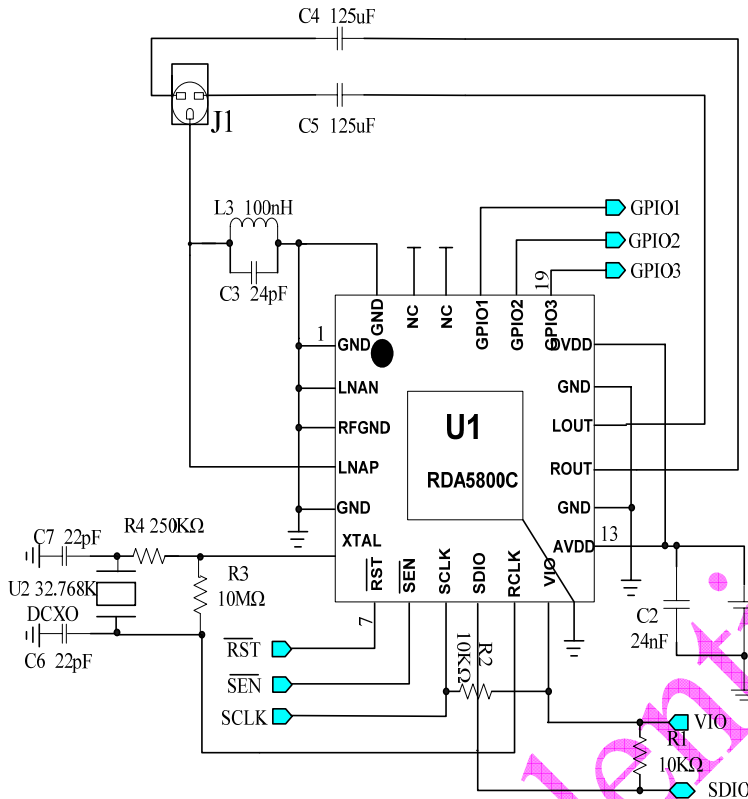 C4 125uF
J1
C5 125uF
L3 100nH
C3 24pF
GPIO1
GPIO2
19
GPIO3
GND
NC
NC
GPIO1
GPIO2
GPIO3
1
GND
DVDD
LNAN
GND
RFGND
U1
LOUT
LNAP
RDA5800C
ROUT
GND
GND
C7 22pF
R4 250KΩ
XTAL
AVDD
13
RST
SEN
SCLK
SDIO
RCLK
VIO
U2 32.768K
DCXO
R3
10MΩ
C6 22pF
7
C2
24nF
RST
SEN
SCLK
R2
10KΩ
VIO
R1
10KΩ
SDIO